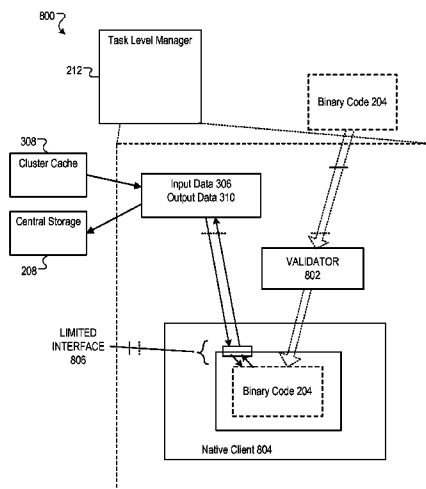 800
Task Level Manager
212
Binary Code 204
308
Cluster Cache
Input Data 306
Output Data 310
Central Storage
208
VALIDATOR
802
LIMITED
INTERFACE
806
Binary Code 204
Native Client 804